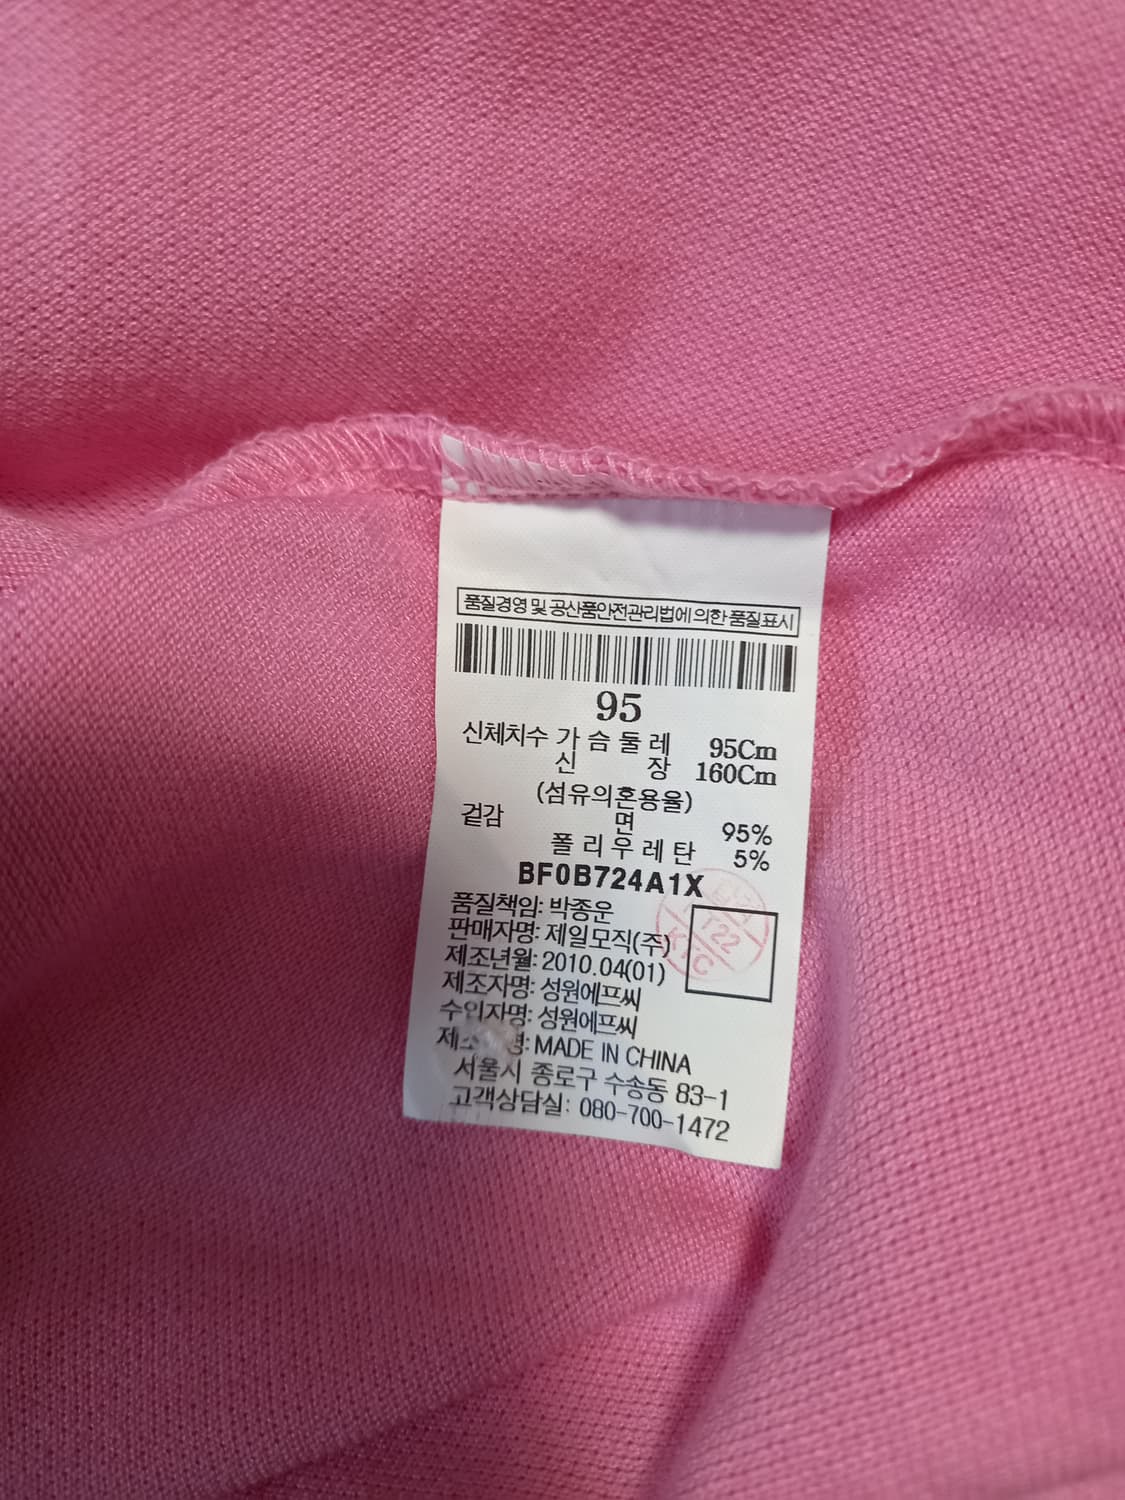 품질경영 및 공산품안전관리법에 의한 품질표시
95
신체치수 가 슴 둘 레 95Cm
신 장 160Cm
(섬유의혼용율)
겉감 면 95%
폴 리 우 레 탄 5%
BF0B724A1X
품질책임: 박종운
판매자명: 제일모직(주)
제조년월: 2010.04(01)
제조자명: 성원에프씨
수입자명: 성원에프씨
MADE IN CHINA
서울시 종로구 수송동 83-1
고객상담실: 080-700-1472